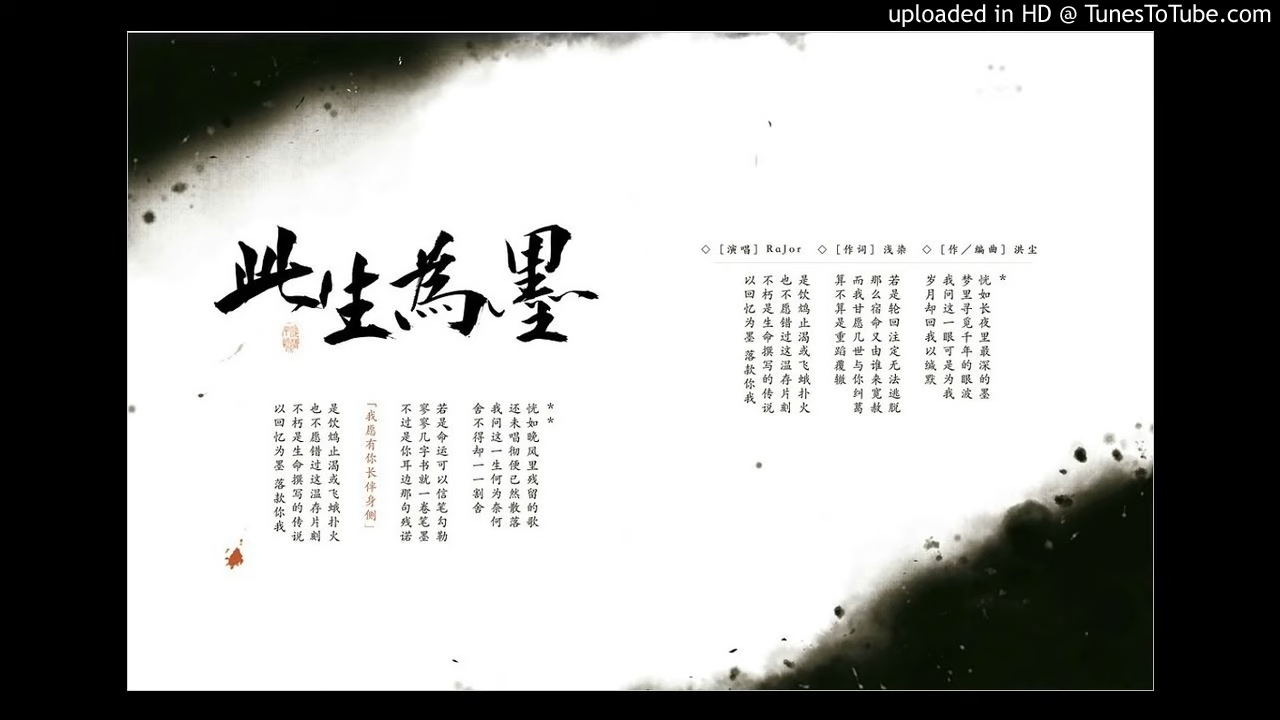 uploaded in HD @ TunesToTube.com
此生為墨
◇ [演唱] RaJor ◇ [作词] 浅染 ◇ [作/编曲] 洪尘
*
恍如长夜里最深的墨
梦里寻觅千年的眼波
我问这一眼可是为我
岁月却回我以缄默
若是轮回注定无法逃脱
那么宿命又由谁来宽赦
而我甘愿几世与你纠葛
算不算是重蹈覆辙
是饮鸩止渴或飞蛾扑火
也不愿错过这温存片刻
不朽是生命撰写的传说
以回忆为墨 落款你我
**
恍如晚风里残留的歌
还未唱彻便已然散落
我问这一生何为奈何
舍不得却一一割舍
若是命运可以信笔勾勒
寥寥几字书就一卷笔墨
不过是你耳边那句残诺
「我愿有你长伴身侧」
是饮鸩止渴或飞蛾扑火
也不愿错过这温存片刻
不朽是生命撰写的传说
以回忆为墨 落款你我